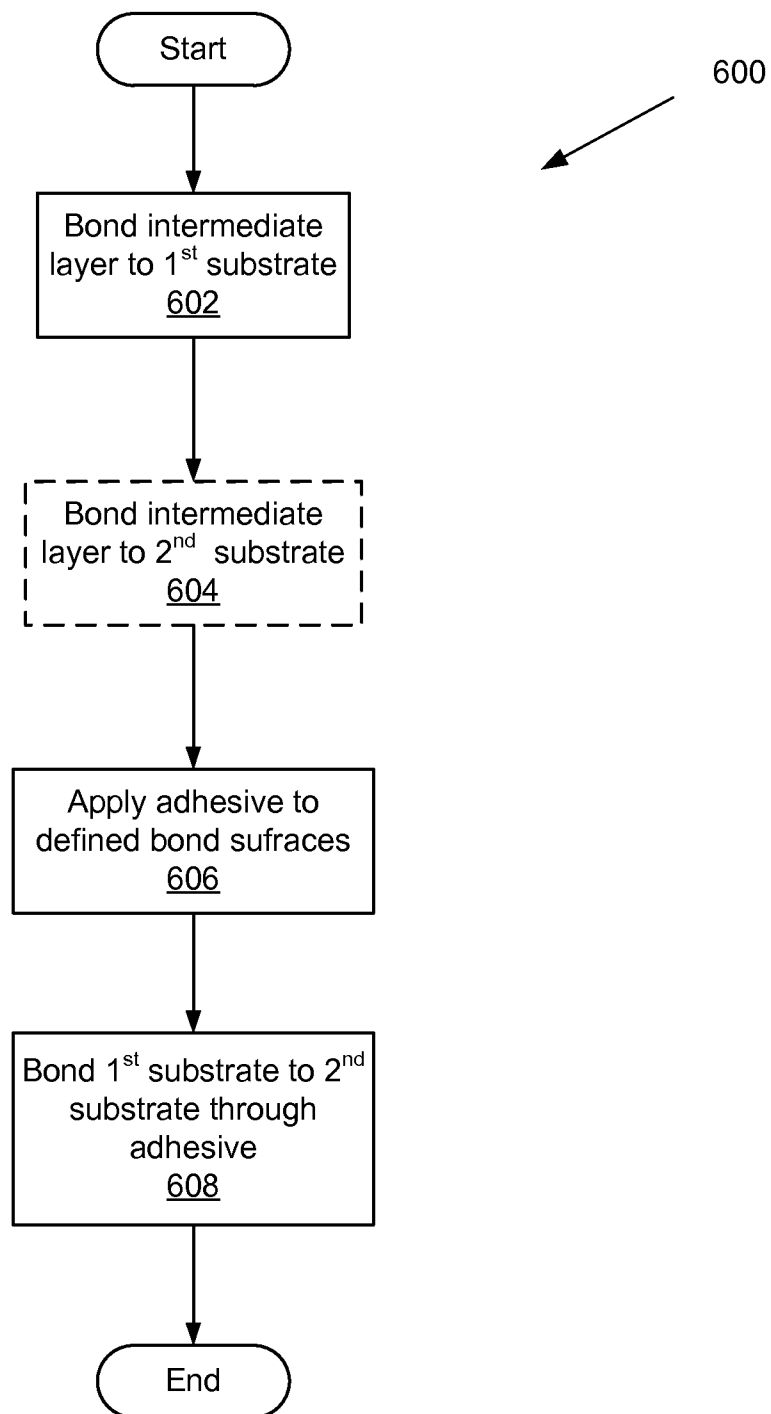 Start
600
Bond intermediate
layer to 1st substrate
602
Bond intermediate
layer to 2nd substrate
604
Apply adhesive to
defined bond sufraces
606
Bond 1st substrate to 2nd
substrate through
adhesive
608
End